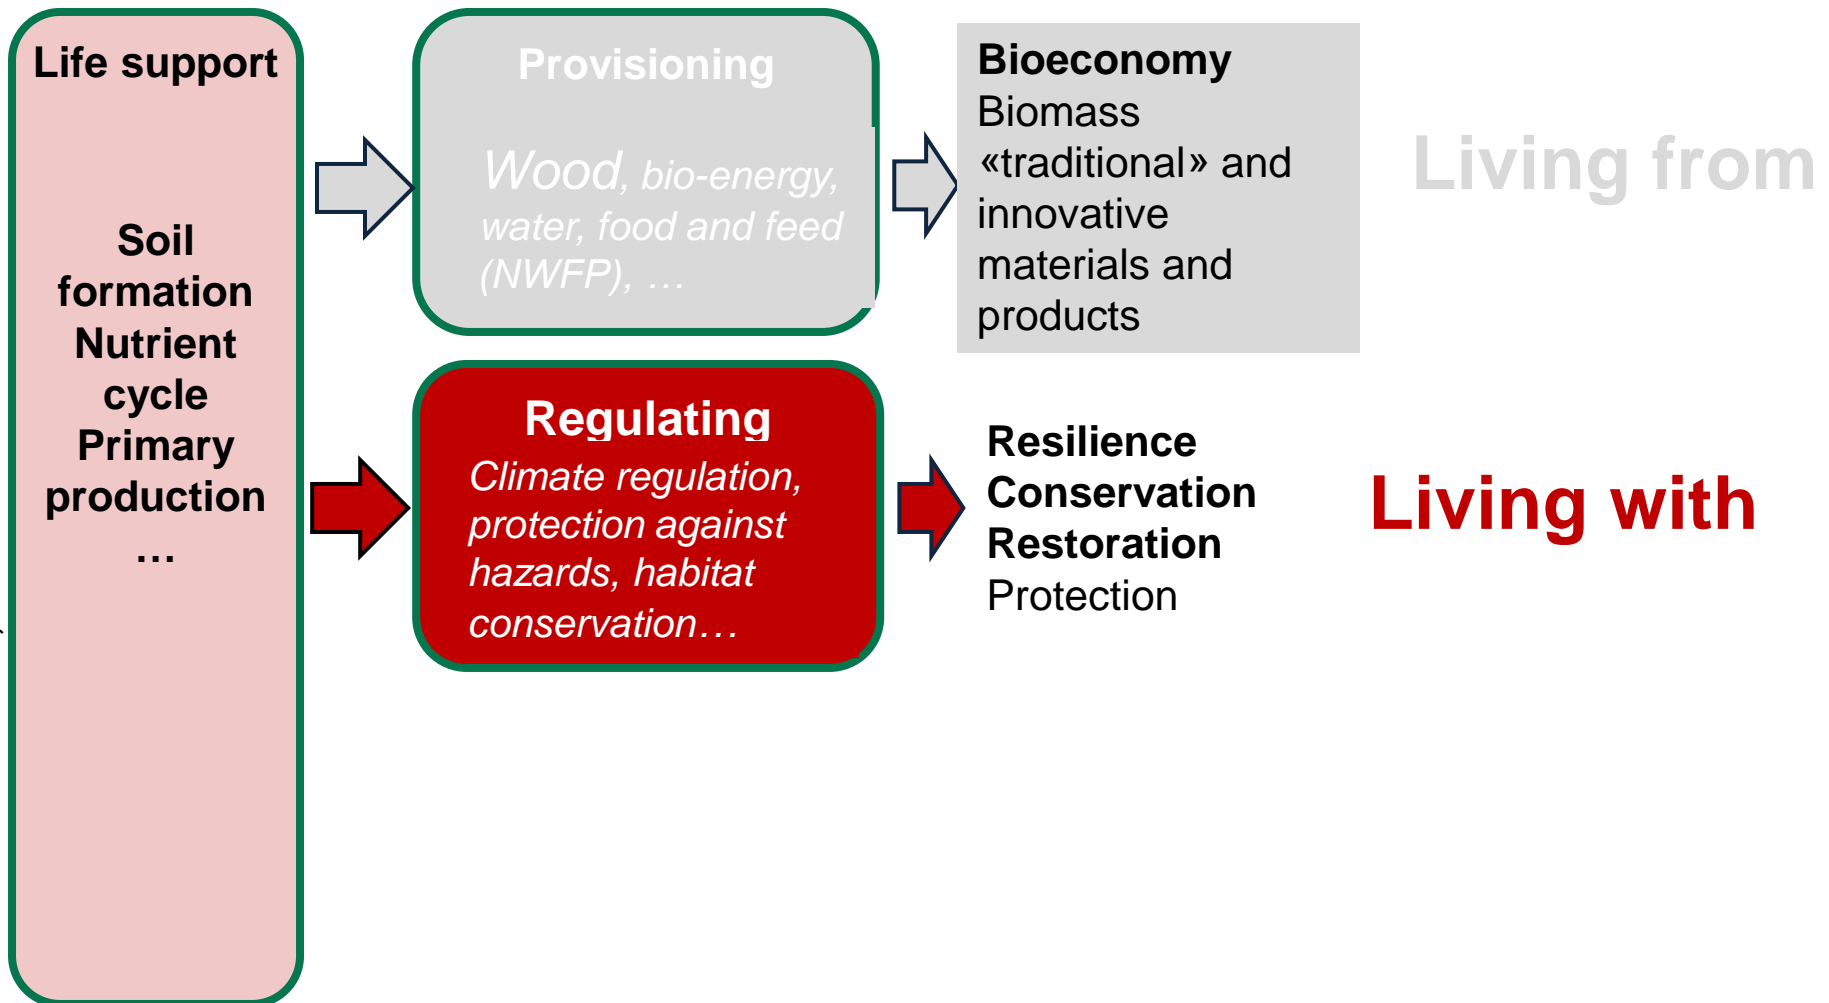 Life support
Soil
formation
Nutrient
cycle
Primary
production
…
Provisioning
Wood, bio-energy,
water, food and feed
(NWFP), …
Bioeconomy
Biomass
«traditional» and
innovative
materials and
products
Living from
Regulating
Climate regulation,
protection against
hazards, habitat
conservation…
Resilience
Conservation
Restoration
Protection
Living with